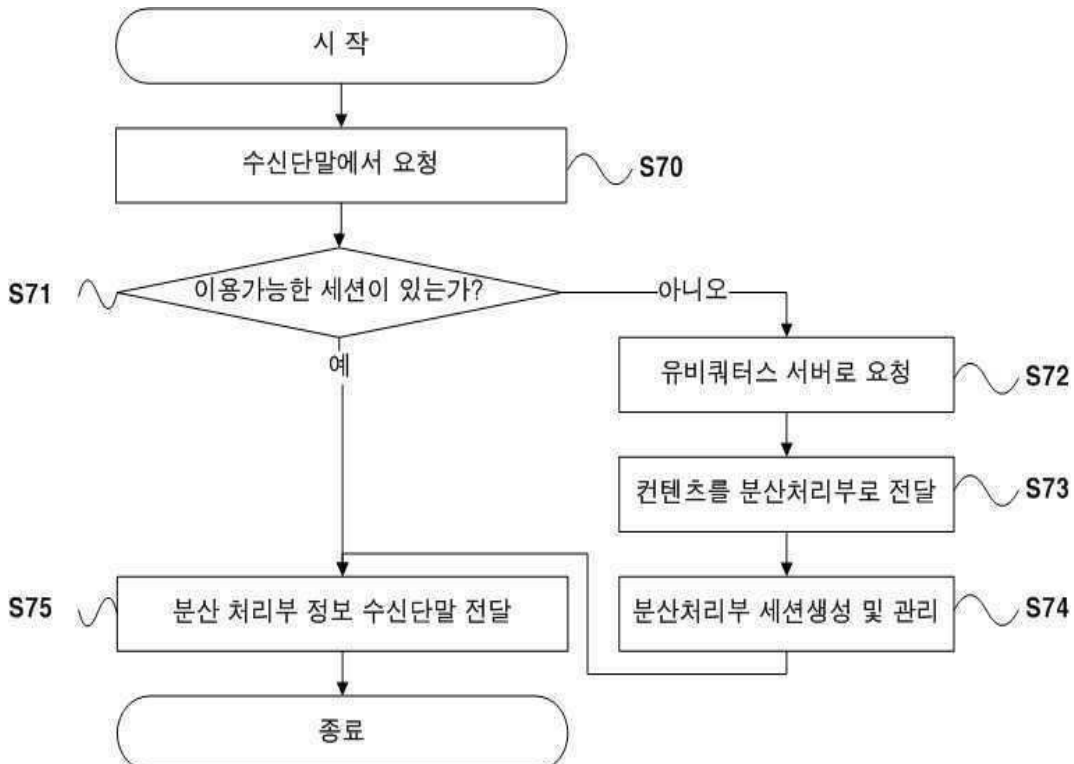 시 작
수신단말에서 요청
S70
S71
이용가능한 세션이 있는가?
아니오
예
유비쿼터스 서버로 요청
S72
컨텐츠를 분산처리부로 전달
S73
S75
분산 처리부 정보 수신단말 전달
분산처리부 세션생성 및 관리
S74
종료